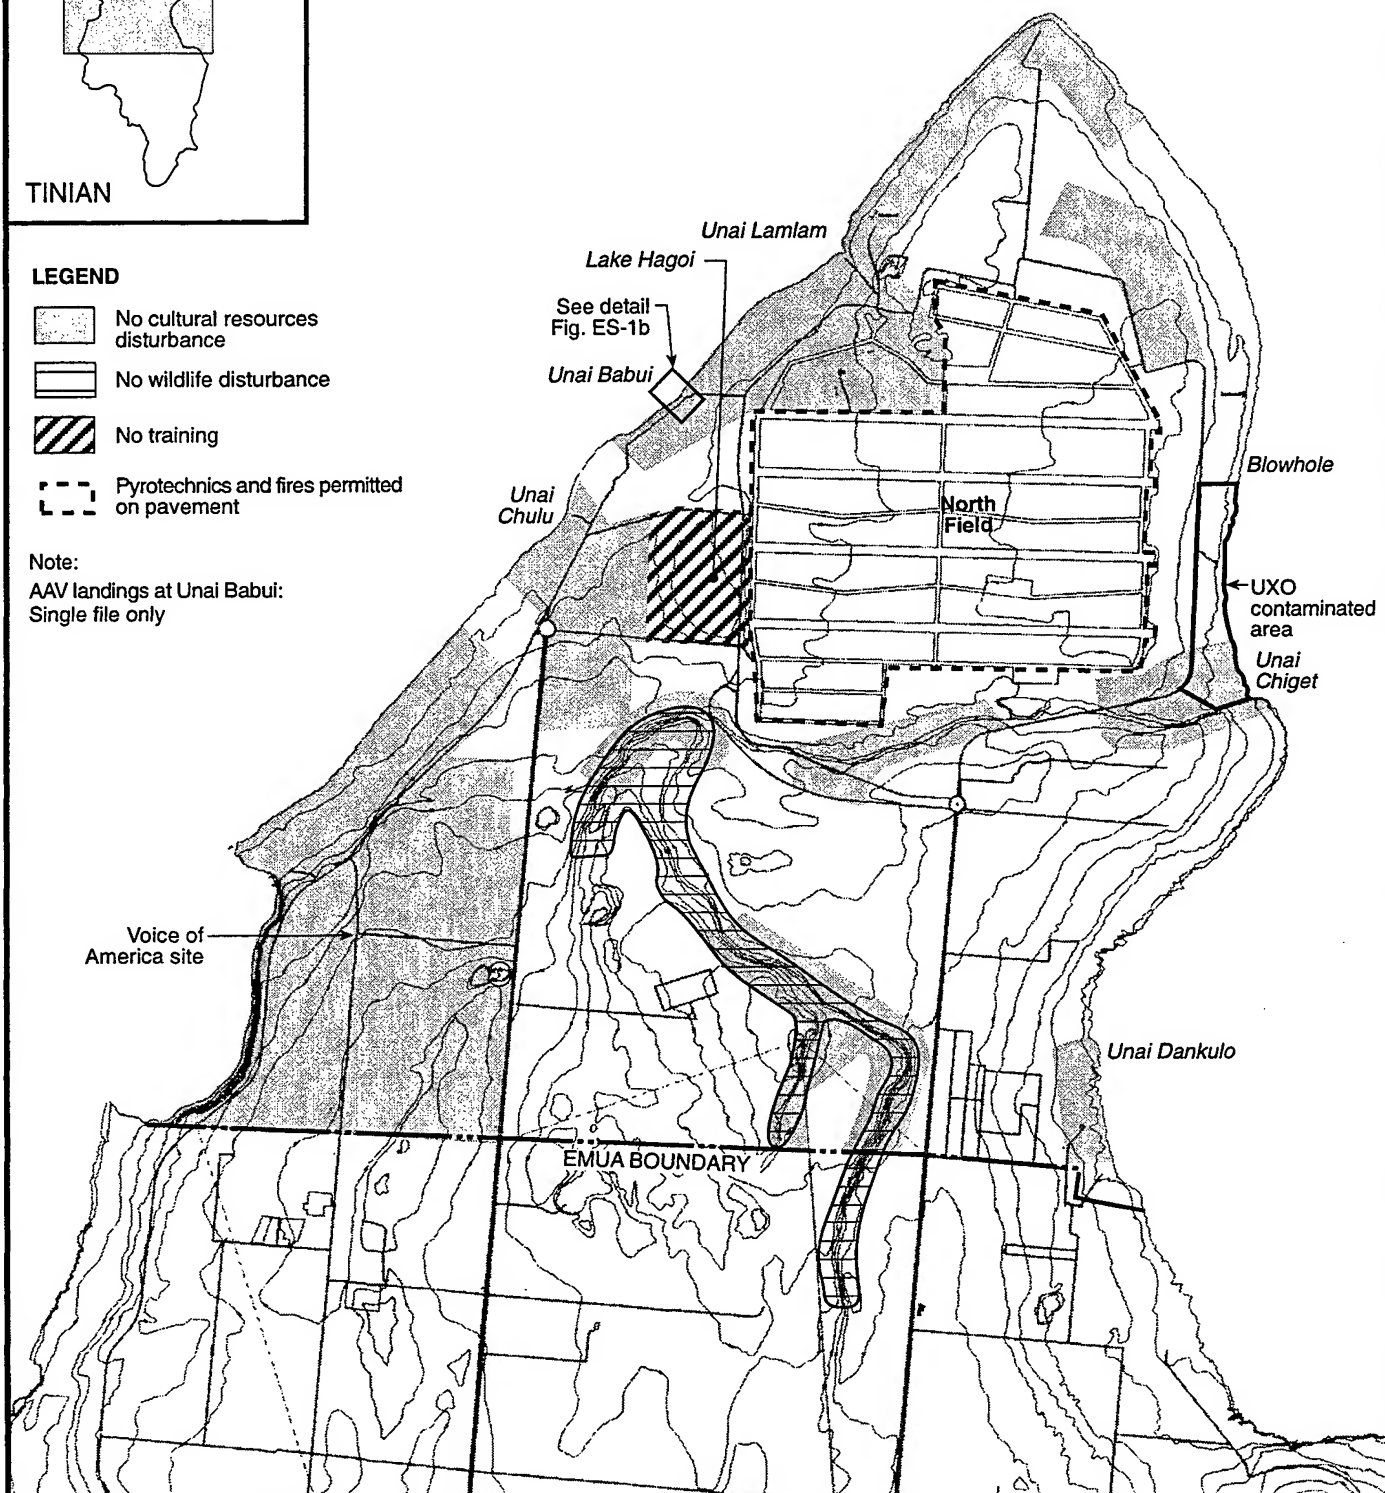 TINIAN
LEGEND
No cultural resources
disturbance
No wildlife disturbance
No training
Pyrotechnics and fires permitted
on pavement
Note:
AAV landings at Unai Babui:
Single file only
Unai Lamlam
Lake Hagoi
See detail
Fig. ES-1b
Unai Babui
Unai
Chulu
North
Field
Blowhole
UXO
contaminated
area
Unai
Chiget
Voice of
America site
Unai Dankulo
EMUA BOUNDARY